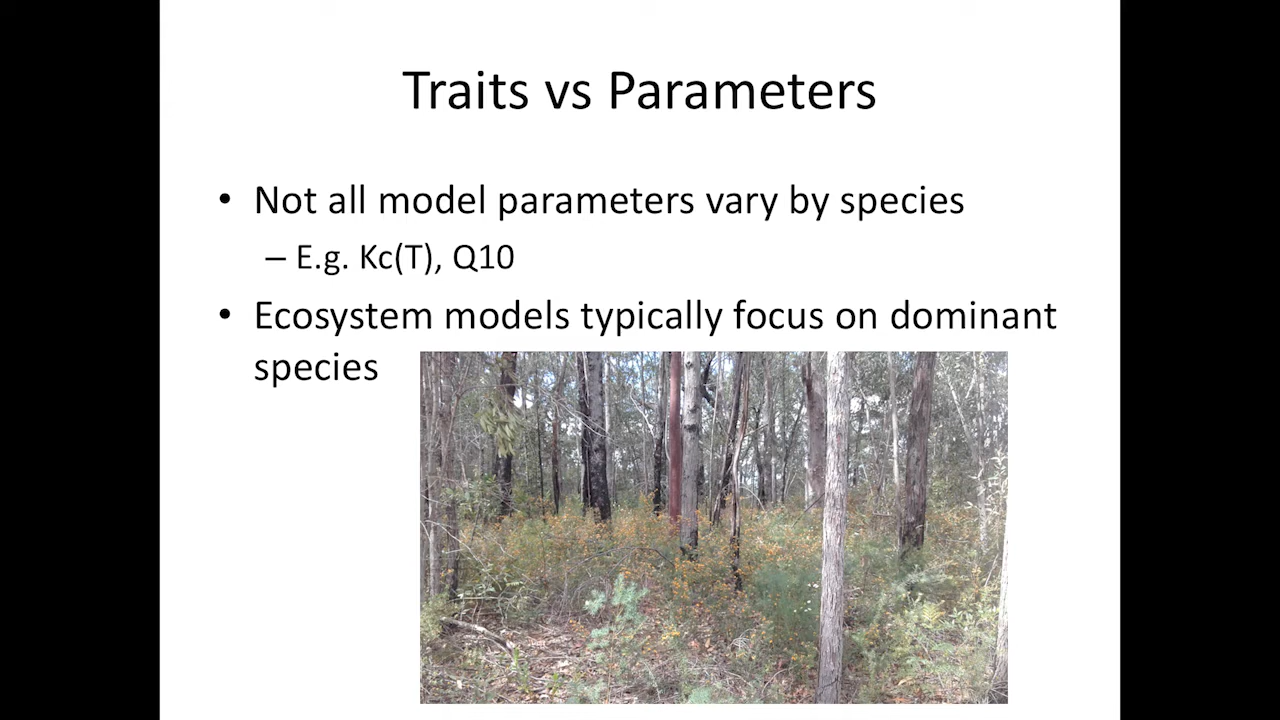 Traits vs Parameters
• Not all model parameters vary by species
– E.g. Kc(T), Q10
• Ecosystem models typically focus on dominant
species